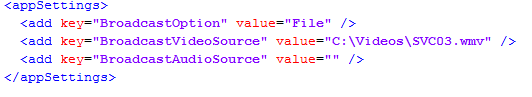 <appSettings>
  <add key="BroadcastOption" value="File" />
  <add key="BroadcastVideoSource" value="C:\Videos\SVC03.wmv" />
  <add key="BroadcastAudioSource" value="" />
</appSettings>